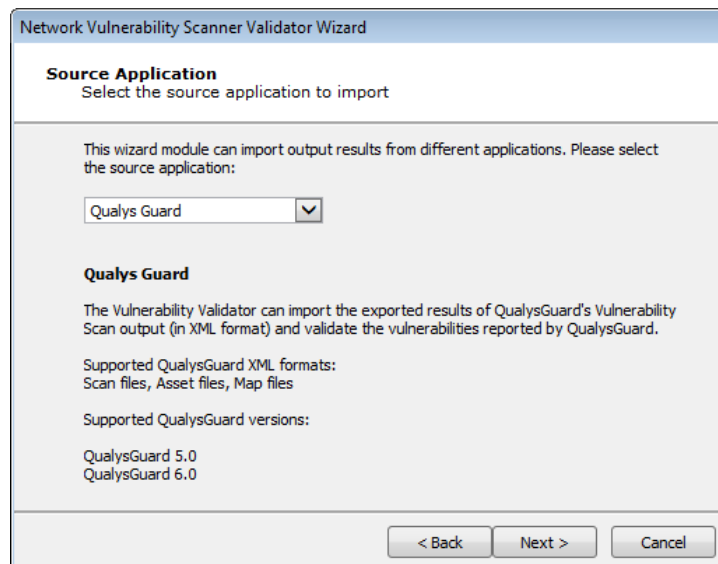 Network Vulnerability Scanner Validator Wizard
Source Application
Select the source application to import
This wizard module can import output results from different applications. Please select
the source application:
Qualys Guard
Qualys Guard
The Vulnerability Validator can import the exported results of QualysGuard's Vulnerability
Scan output (in XML format) and validate the vulnerabilities reported by QualysGuard.
Supported QualysGuard XML formats:
Scan files, Asset files, Map files
Supported QualysGuard versions:
QualysGuard 5.0
QualysGuard 6.0
< Back Next > Cancel